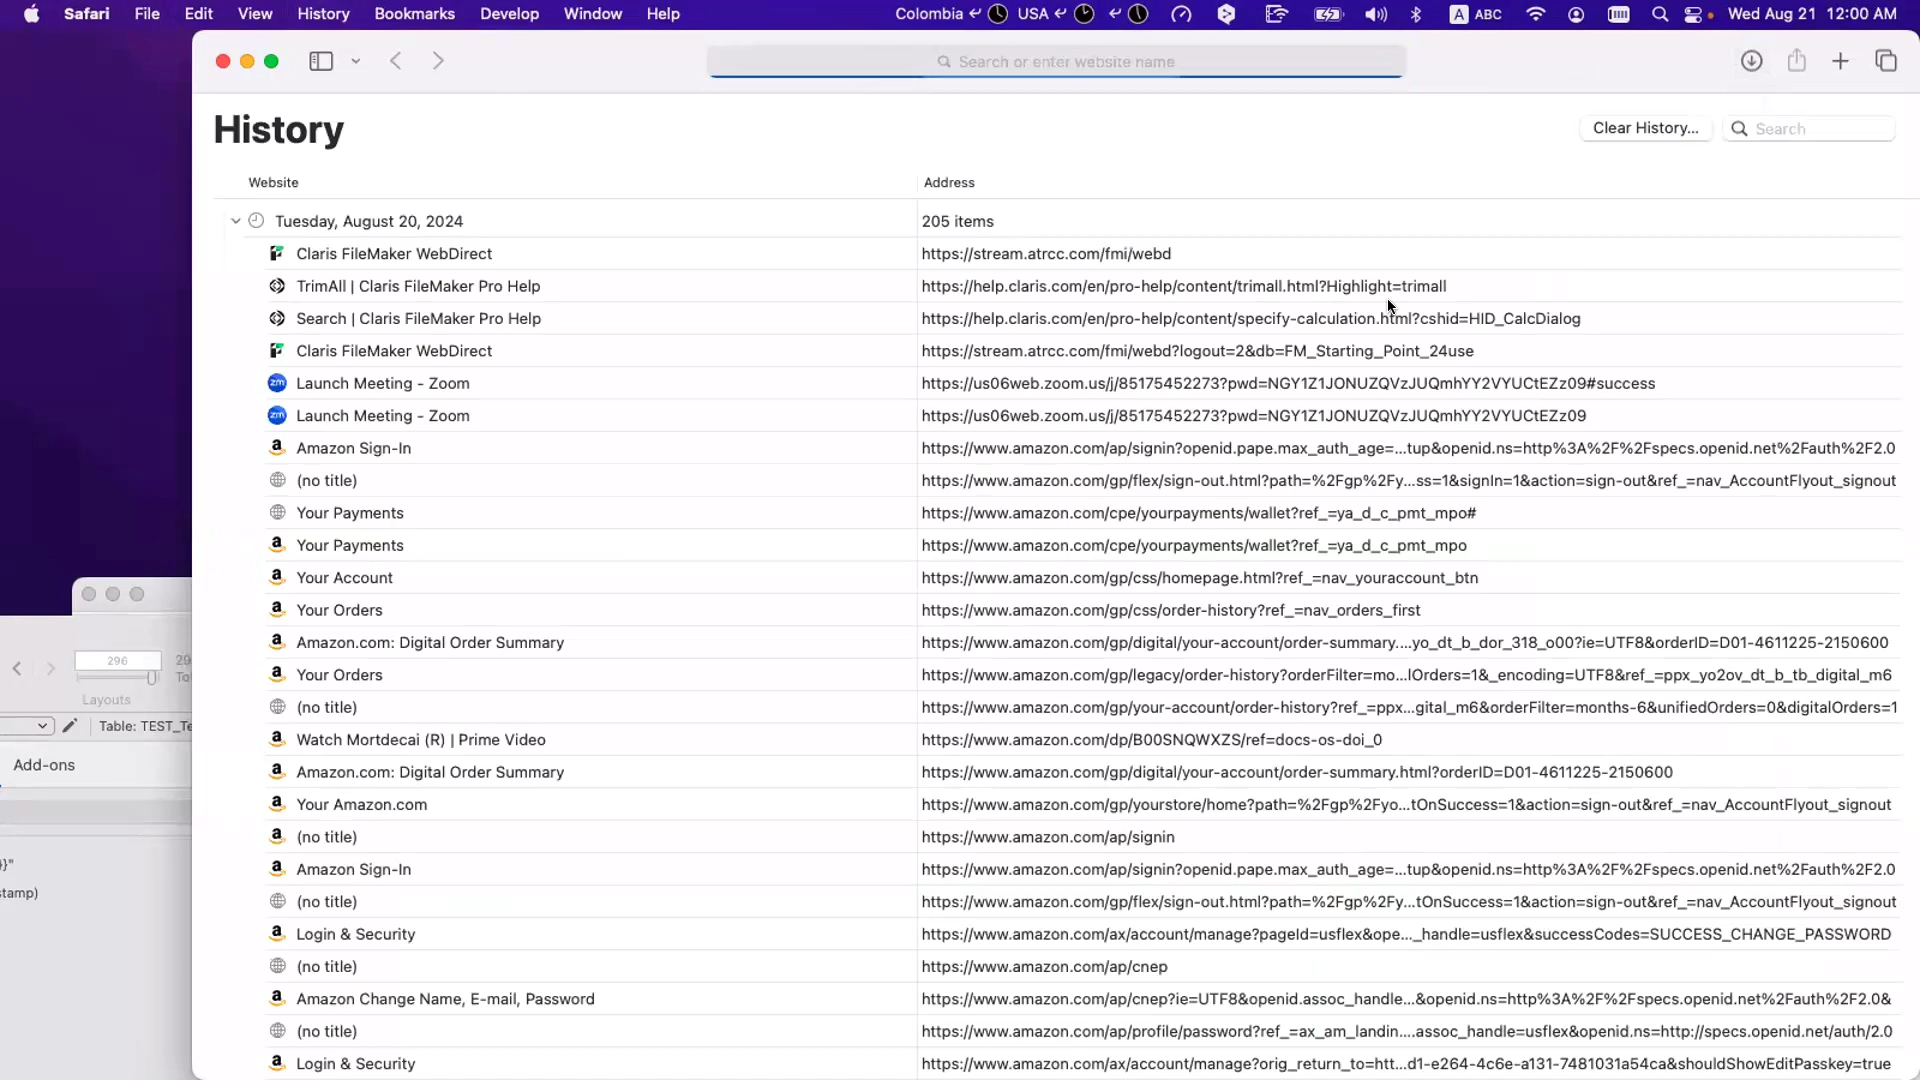 Safari File Edit View History Bookmarks Develop Window Help Colombia USA A ABC Wed Aug 21 12:00 AM
Search or enter website name
History
Clear History...
Search
Website Address
Tuesday, August 20, 2024 205 items
Claris FileMaker WebDirect https://stream.atrcc.com/fmi/webd
TrimAll | Claris FileMaker Pro Help https://help.claris.com/en/pro-help/content/trimall.html?Highlight=trimall
Search | Claris FileMaker Pro Help https://help.claris.com/en/pro-help/content/specify-calculation.html?cshid=HID_CalcDialog
Claris FileMaker WebDirect https://stream.atrcc.com/fmi/webd?logout=2&db=FM_Starting_Point_24use
zm Launch Meeting - Zoom https://us06web.zoom.us/j/85175452273?pwd=NGY1Z1JONUZQVzJUQmhYY2VYUCtEZz09#success
zm Launch Meeting - Zoom https://us06web.zoom.us/j/85175452273?pwd=NGY1Z1JONUZQVzJUQmhYY2VYUCtEZz09
a Amazon Sign-In https://www.amazon.com/ap/signin?openid.pape.max_auth_age=...tup&openid.ns=http%3A%2F%2Fspecs.openid.net%2Fauth%2F2.0
(no title) https://www.amazon.com/gp/flex/sign-out.html?path=%2Fgp%2Fy...ss=1&signIn=1&action=sign-out&ref_=nav_AccountFlyout_signout
Your Payments https://www.amazon.com/cpe/yourpayments/wallet?ref_=ya_d_c_pmt_mpo#
a Your Payments https://www.amazon.com/cpe/yourpayments/wallet?ref_=ya_d_c_pmt_mpo
a Your Account https://www.amazon.com/gp/css/homepage.html?ref_=nav_youraccount_btn
a Your Orders https://www.amazon.com/gp/css/order-history?ref_=nav_orders_first
a Amazon.com: Digital Order Summary https://www.amazon.com/gp/digital/your-account/order-summary....yo_dt_b_dor_318_o00?ie=UTF8&orderID=D01-4611225-2150600
a Your Orders https://www.amazon.com/gp/legacy/order-history?orderFilter=mo...lOrders=1&_encoding=UTF8&ref_=ppx_yo2ov_dt_b_tb_digital_m6
(no title) https://www.amazon.com/gp/your-account/order-history?ref_=ppx...gital_m6&orderFilter=months-6&unifiedOrders=0&digitalOrders=1
a Watch Mortdecai (R) | Prime Video https://www.amazon.com/dp/B00SNQWXZS/ref=docs-os-doi_0
a Amazon.com: Digital Order Summary https://www.amazon.com/gp/digital/your-account/order-summary.html?orderID=D01-4611225-2150600
a Your Amazon.com https://www.amazon.com/gp/yourstore/home?path=%2Fgp%2Fyo...tOnSuccess=1&action=sign-out&ref_=nav_AccountFlyout_signout
a (no title) https://www.amazon.com/ap/signin
a Amazon Sign-In https://www.amazon.com/ap/signin?openid.pape.max_auth_age=...tup&openid.ns=http%3A%2F%2Fspecs.openid.net%2Fauth%2F2.0
(no title) https://www.amazon.com/gp/flex/sign-out.html?path=%2Fgp%2Fy...tOnSuccess=1&action=sign-out&ref_=nav_AccountFlyout_signout
a Login & Security https://www.amazon.com/ax/account/manage?pageId=usflex&ope..._handle=usflex&successCodes=SUCCESS_CHANGE_PASSWORD
(no title) https://www.amazon.com/ap/cnep
a Amazon Change Name, E-mail, Password https://www.amazon.com/ap/cnep?ie=UTF8&openid.assoc_handle...&openid.ns=http%3A%2F%2Fspecs.openid.net%2Fauth%2F2.0&
(no title) https://www.amazon.com/ap/profile/password?ref_=ax_am_landin....assoc_handle=usflex&openid.ns=http://specs.openid.net/auth/2.0
a Login & Security https://www.amazon.com/ax/account/manage?orig_return_to=htt...d1-e264-4c6e-a131-7481031a54ca&shouldShowEditPasskey=true
296 29
To
Layouts
Table: TEST_Te
Add-ons
}"
stamp)